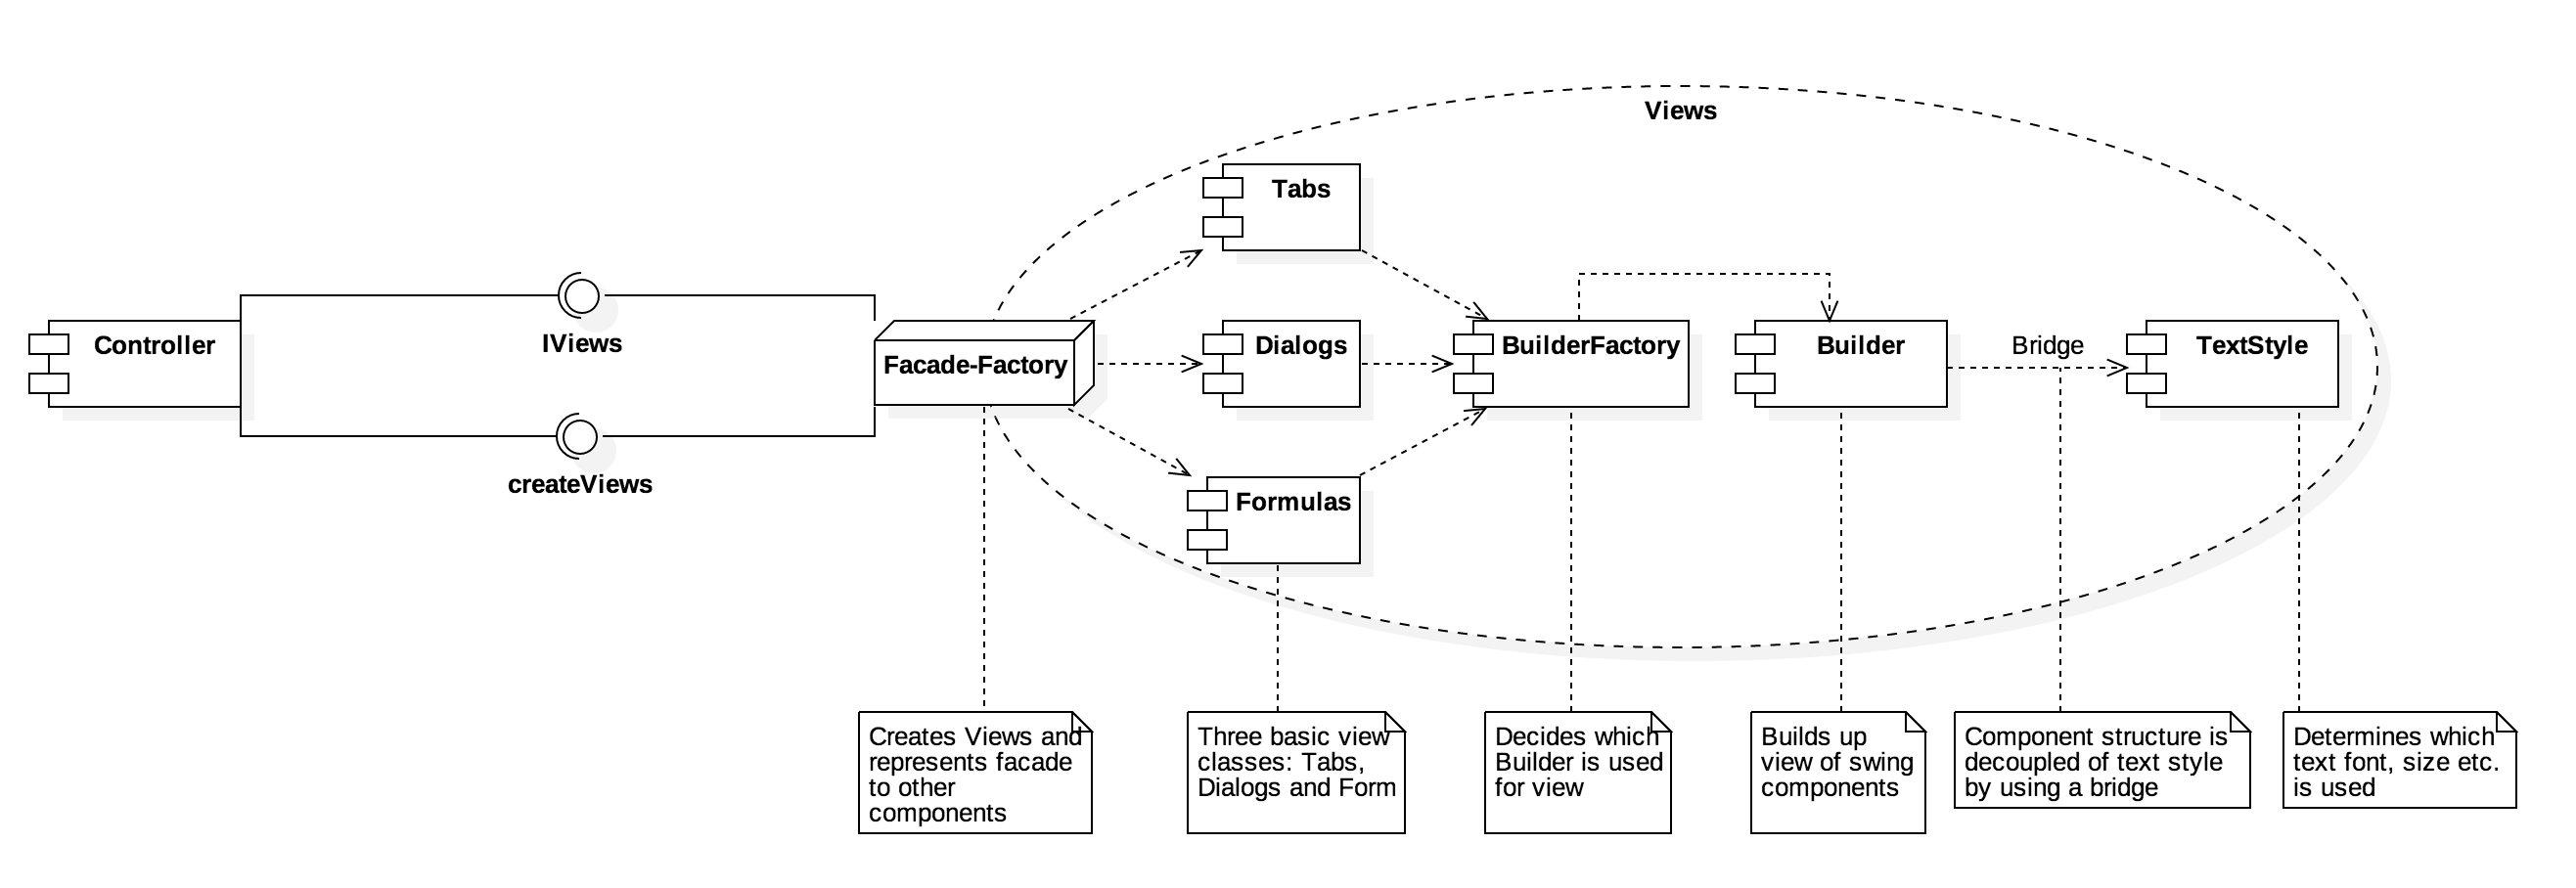 Views
Tabs
Controller
IViews
Facade-Factory
Dialogs
BuilderFactory
Builder
Bridge
TextStyle
createViews
Formulas
Creates Views and
represents facade
to other
components
Three basic view
classes: Tabs,
Dialogs and Form
Decides which
Builder is used
for view
Builds up
view of swing
components
Component structure is
decoupled of text style
by using a bridge
Determines which
text font, size etc.
is used